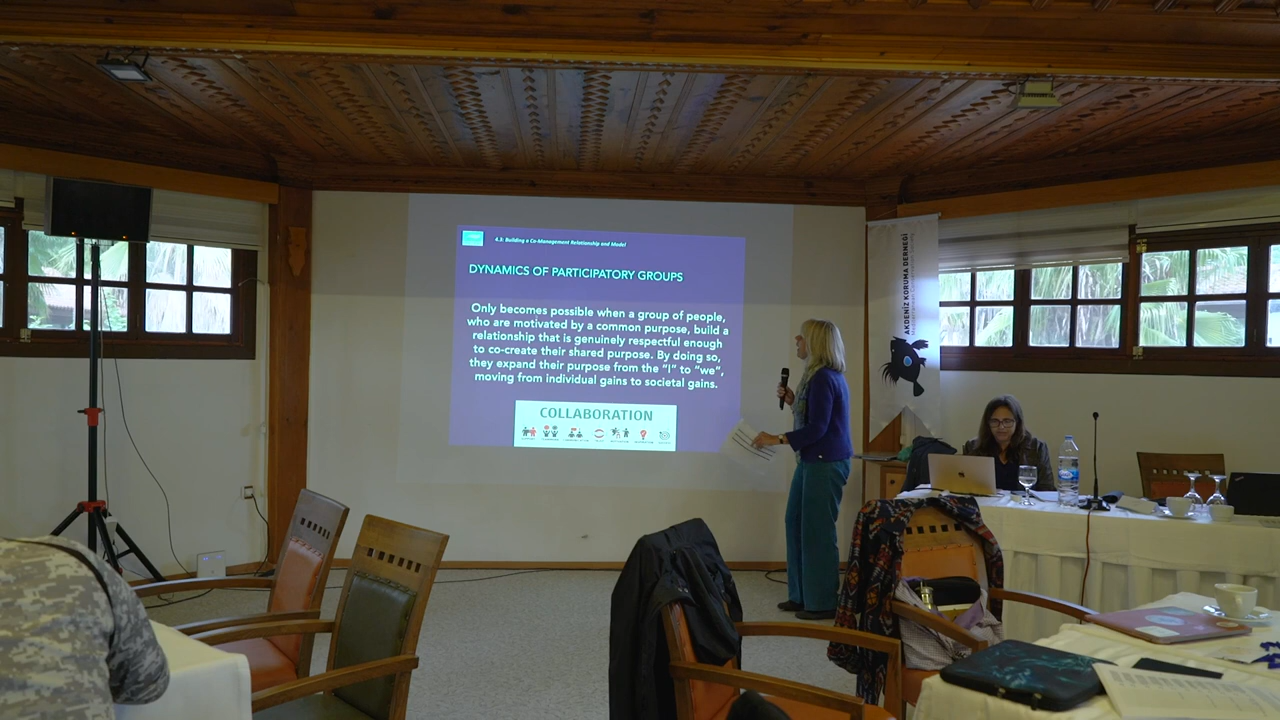 4.3: Building a Co-Management Relationship and Model
DYNAMICS OF PARTICIPATORY GROUPS
Only becomes possible when a group of people,
who are motivated by a common purpose, build a
relationship that is genuinely respectful enough
to co-create their shared purpose. By doing so,
they expand their purpose from the "I" to "we",
moving from individual gains to societal gains.
COLLABORATION
AKDENİZ KORUMA DERNEĞİ
Mediterranean Conservation Society